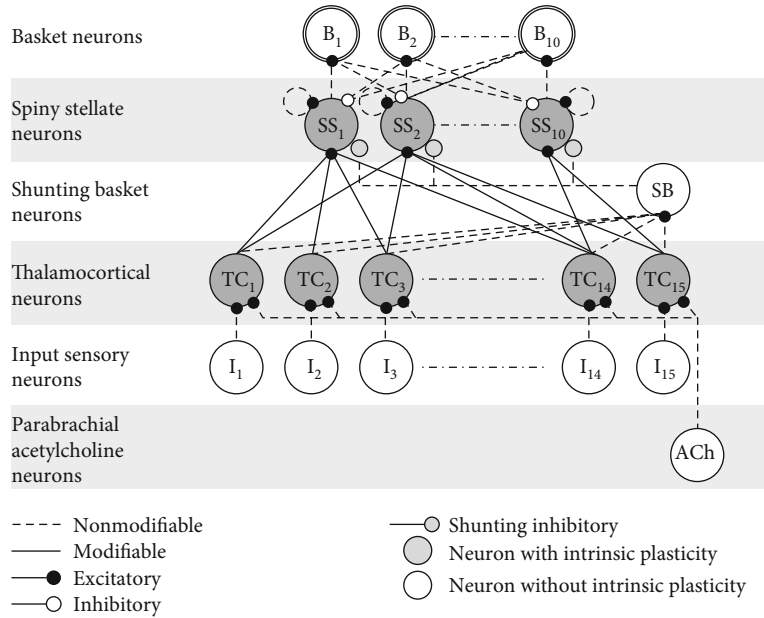 Basket neurons
B1
B2
B10
Spiny stellate
neurons
SS1
SS2
SS10
Shunting basket
neurons
SB
Thalamocortical
neurons
TC1
TC2
TC3
TC14
TC15
Input sensory
neurons
I1
I2
I3
I14
I15
Parabrachial
acetylcholine
neurons
ACh
Nonmodifiable
Modifiable
Excitatory
Inhibitory
Shunting inhibitory
Neuron with intrinsic plasticity
Neuron without intrinsic plasticity